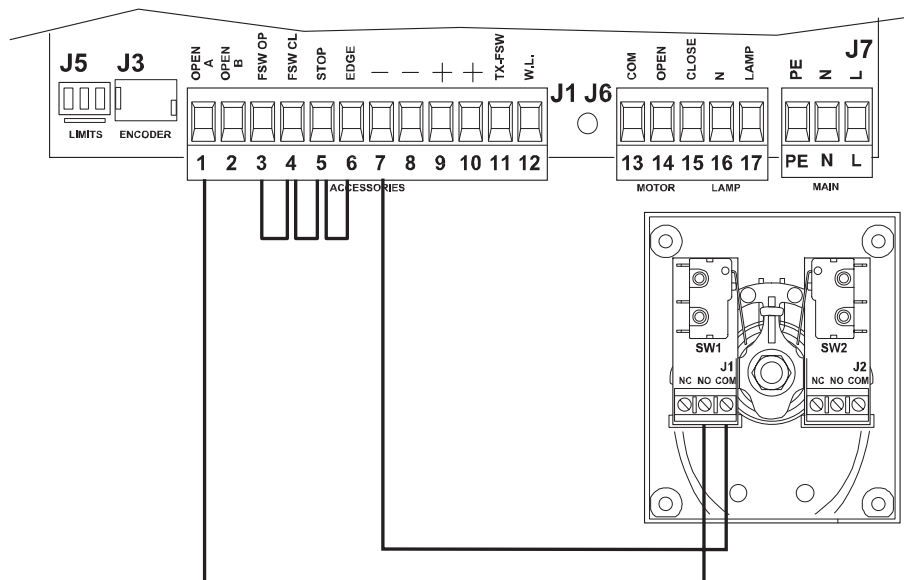 J5 J3
OPEN A
OPEN B
FSW OP
FSW CL
STOP
EDGE
–
–
+
+
TX-FSW
W.L.
J1 J6
COM
OPEN
CLOSE
N
LAMP
PE
N
L
J7
LIMITS ENCODER
1 2 3 4 5 6 7 8 9 10 11 12
13 14 15 16 17
PE N L
ACCESSORIES
MOTOR LAMP
MAIN
SW1
J1
NC NO COM
SW2
J2
NC NO COM